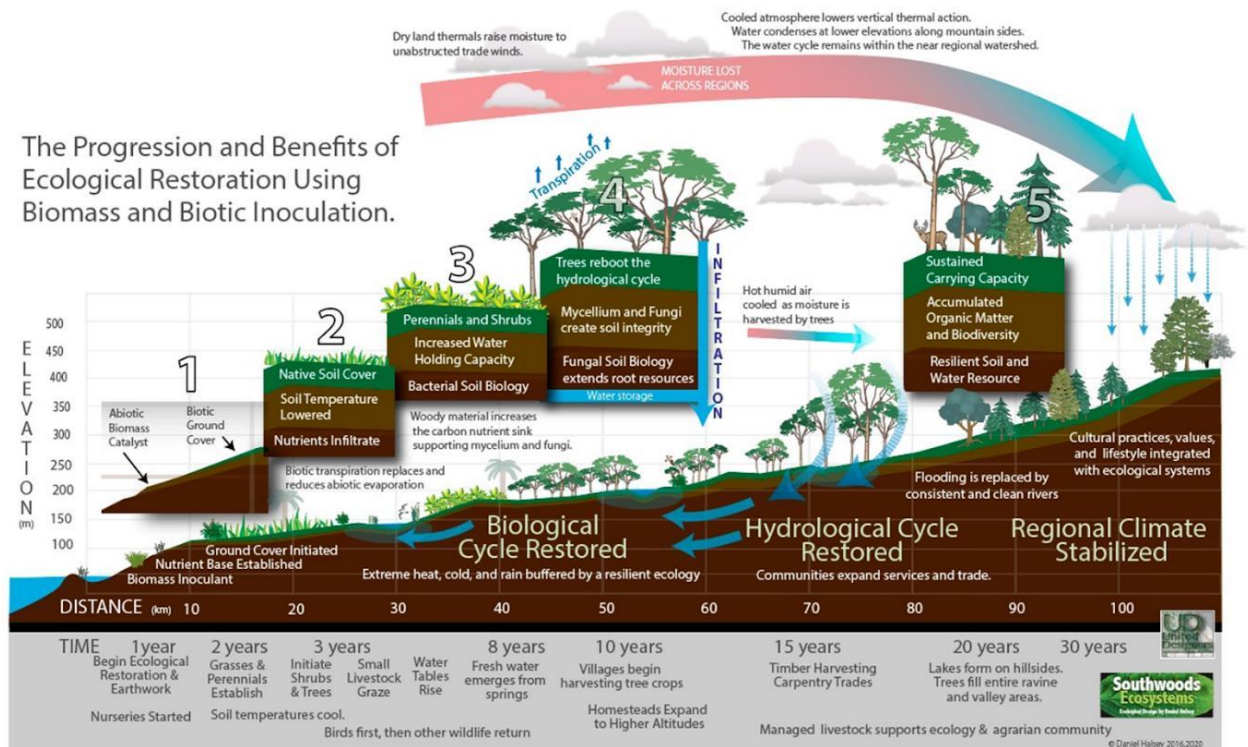 Dry land thermals raise moisture to
unabstructed trade winds.
Cooled atmosphere lowers vertical thermal action.
Water condenses at lower elevations along mountain sides.
The water cycle remains within the near regional watershed.
MOISTURE LOST
ACROSS REGIONS
The Progression and Benefits of
Ecological Restoration Using
Biomass and Biotic Inoculation.
Transpiration
1
2
3
4
5
Abiotic
Biomass
Catalyst
Biotic
Ground
Cover
Native Soil Cover
Soil Temperature
Lowered
Nutrients Infiltrate
Biotic transpiration replaces and
reduces abiotic evaporation
Perennials and Shrubs
Increased Water
Holding Capacity
Bacterial Soil Biology
Woody material increases
the carbon nutrient sink
supporting mycelium and fungi.
Trees reboot the
hydrological cycle
Mycellium and Fungi
create soil integrity
Fungal Soil Biology
extends root resources
Water storage
INFILTRATION
Hot humid air
cooled as moisture is
harvested by trees
Sustained
Carrying Capacity
Accumulated
Organic Matter
and Biodiversity
Resilient Soil and
Water Resource
ELEVATION
(m)
500
450
400
350
300
250
200
150
100
Ground Cover Initiated
Nutrient Base Established
Biomass Inoculant
Biological
Cycle Restored
Extreme heat, cold, and rain buffered by a resilient ecology
Hydrological Cycle
Restored
Communities expand services and trade.
Flooding is replaced by
consistent and clean rivers
Cultural practices, values,
and lifestyle integrated
with ecological systems
Regional Climate
Stabilized
DISTANCE (km) 10 20 30 40 50 60 70 80 90 100
TIME 1 year 2 years 3 years 8 years 10 years 15 years 20 years 30 years
Begin Ecological
Restoration &
Earthwork
Nurseries Started
Grasses &
Perennials
Establish
Soil temperatures cool.
Initiate
Shrubs
& Trees
Small
Livestock
Graze
Water
Tables
Rise
Birds first, then other wildlife return
Fresh water
emerges from
springs
Villages begin
harvesting tree crops
Homesteads Expand
to Higher Altitudes
Timber Harvesting
Carpentry Trades
Lakes form on hillsides.
Trees fill entire ravine
and valley areas.
Managed livestock supports ecology & agrarian community
UD
United
Designers
Southwoods
Ecosystems
Ecological Design by Daniel Halsey
© Daniel Halsey 2016,2020